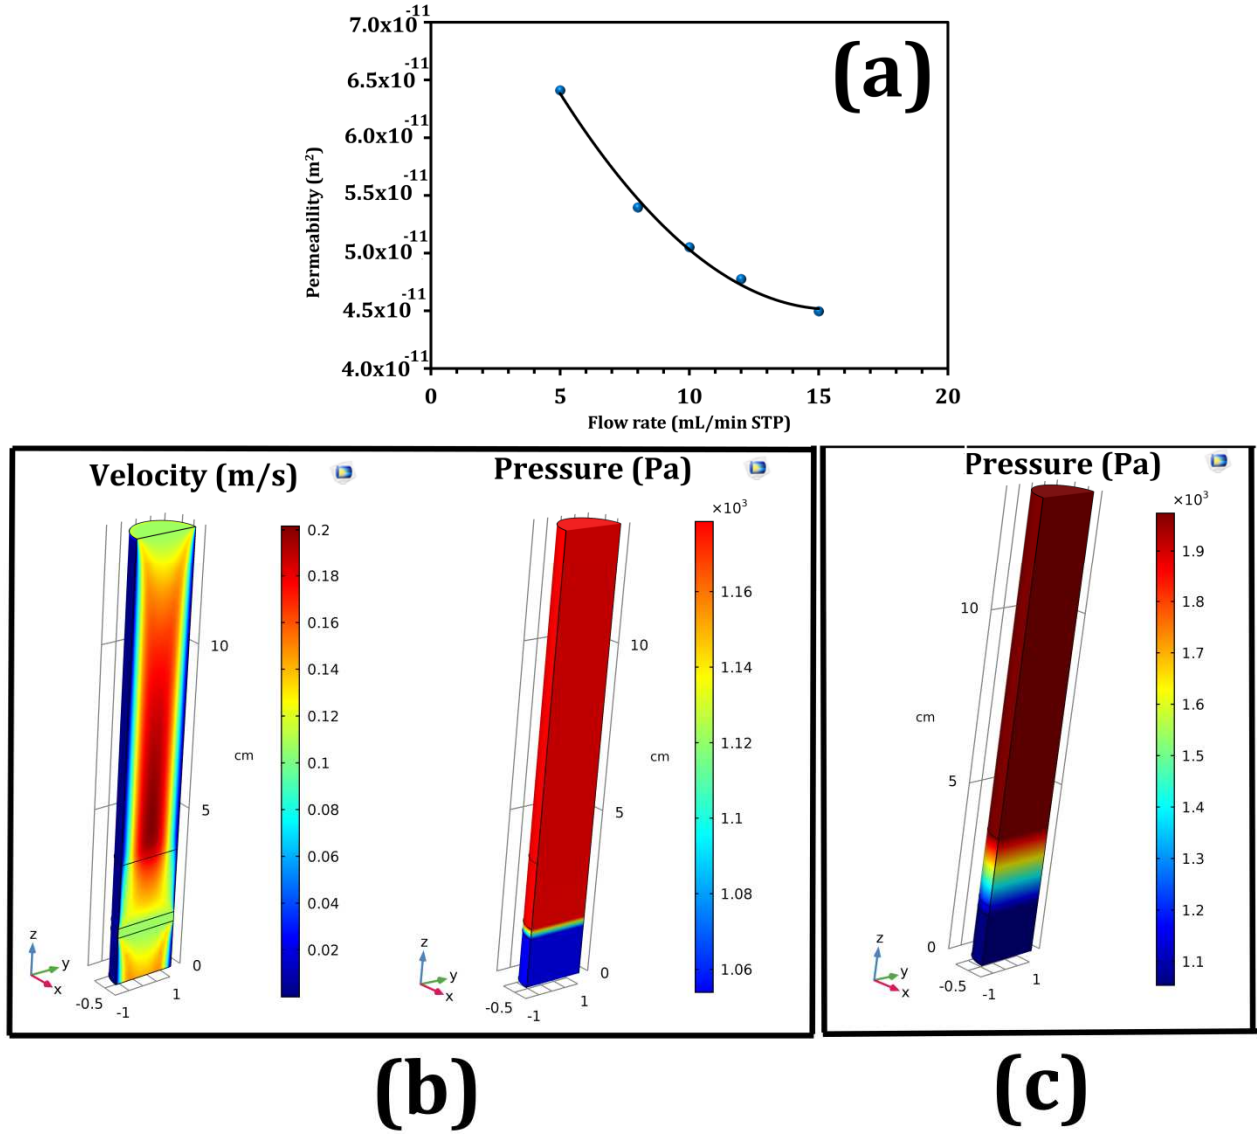 (a)
Permeability (m²)
7.0x10⁻¹¹
6.5x10⁻¹¹
6.0x10⁻¹¹
5.5x10⁻¹¹
5.0x10⁻¹¹
4.5x10⁻¹¹
4.0x10⁻¹¹
0 5 10 15 20
Flow rate (mL/min STP)
Velocity (m/s)
0.2
0.18
0.16
0.14
0.12
0.1
0.08
0.06
0.04
0.02
10
cm
5
0
z
y
x
-0.5
-1
1
Pressure (Pa)
×10³
1.16
1.14
1.12
1.1
1.08
1.06
10
cm
5
0
z
y
x
-0.5
-1
1
(b)
Pressure (Pa)
×10³
1.9
1.8
1.7
1.6
1.5
1.4
1.3
1.2
1.1
10
cm
5
0
z
y
x
-0.5
-1
1
(c)